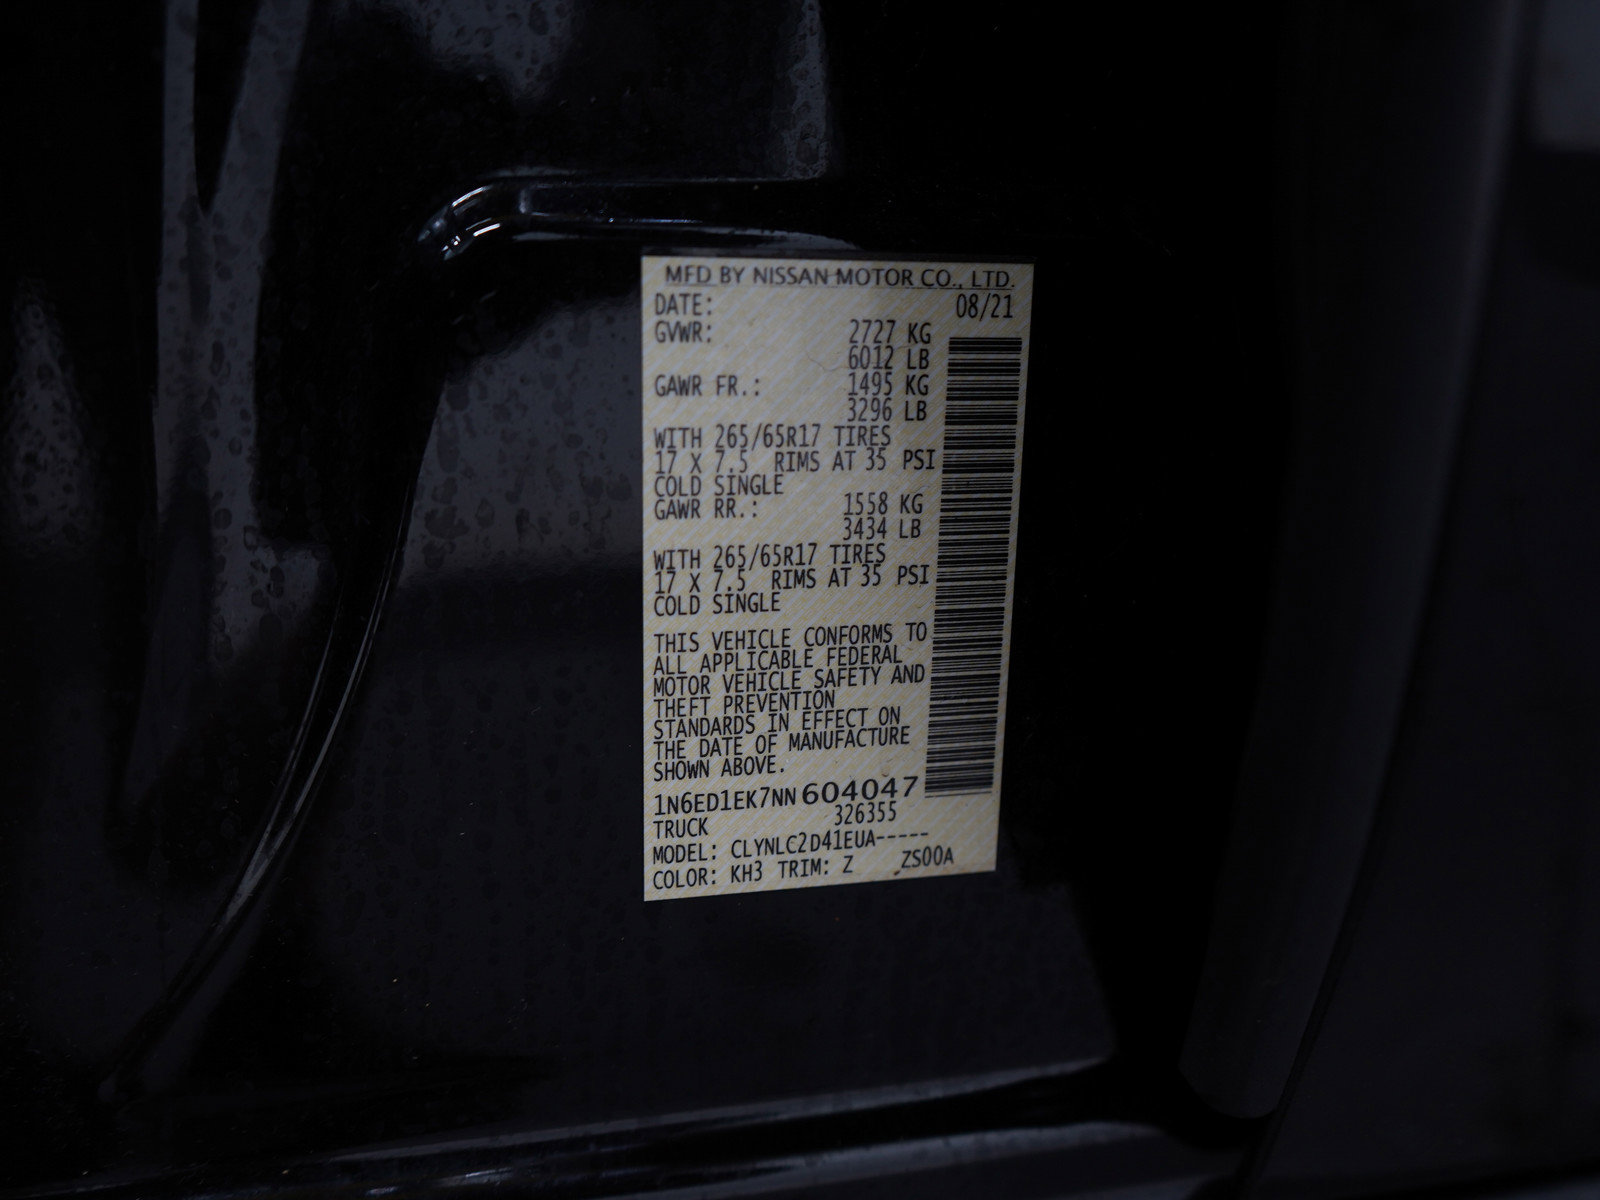 MFD BY NISSAN MOTOR CO., LTD.
DATE: 08/21
GVWR: 2727 KG
6012 LB
GAWR FR.: 1495 KG
3296 LB
WITH 265/65R17 TIRES
17 X 7.5 RIMS AT 35 PSI
COLD SINGLE
GAWR RR.: 1558 KG
3434 LB
WITH 265/65R17 TIRES
17 X 7.5 RIMS AT 35 PSI
COLD SINGLE
THIS VEHICLE CONFORMS TO
ALL APPLICABLE FEDERAL
MOTOR VEHICLE SAFETY AND
THEFT PREVENTION
STANDARDS IN EFFECT ON
THE DATE OF MANUFACTURE
SHOWN ABOVE.
1N6ED1EK7NN604047
TRUCK 326355
MODEL: CLYNLC2D41EUA-----
COLOR: KH3 TRIM: Z ZS00A